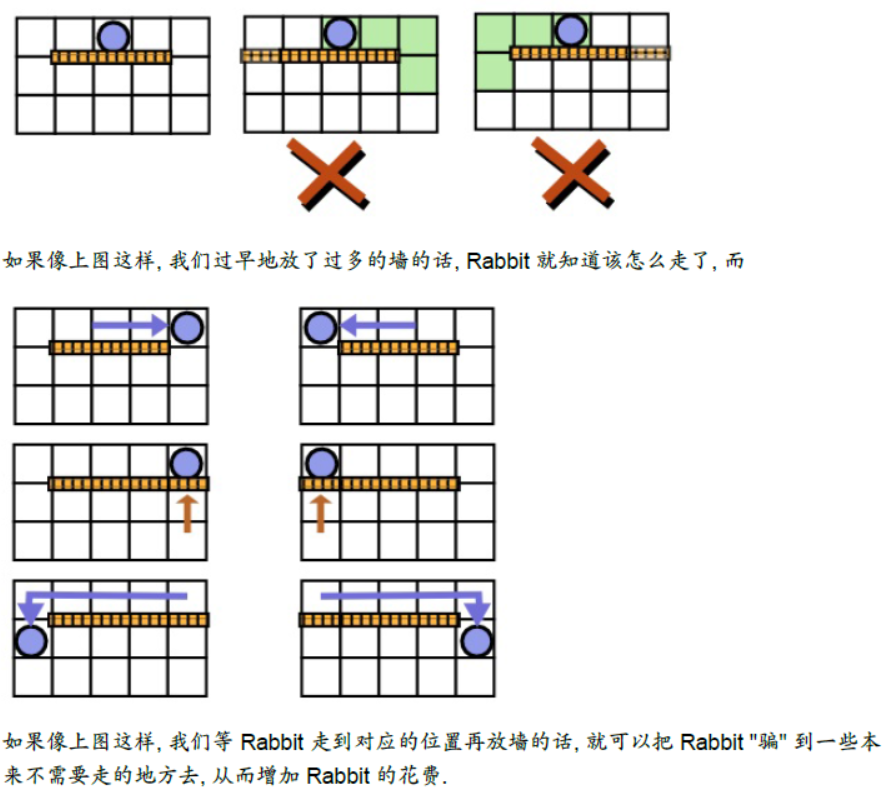 如果像上图这样, 我们过早地放了过多的墙的话, Rabbit 就知道该怎么走了, 而
如果像上图这样, 我们等 Rabbit 走到对应的位置再放墙的话, 就可以把 Rabbit "骗" 到一些本
来不需要走的地方去, 从而增加 Rabbit 的花费.